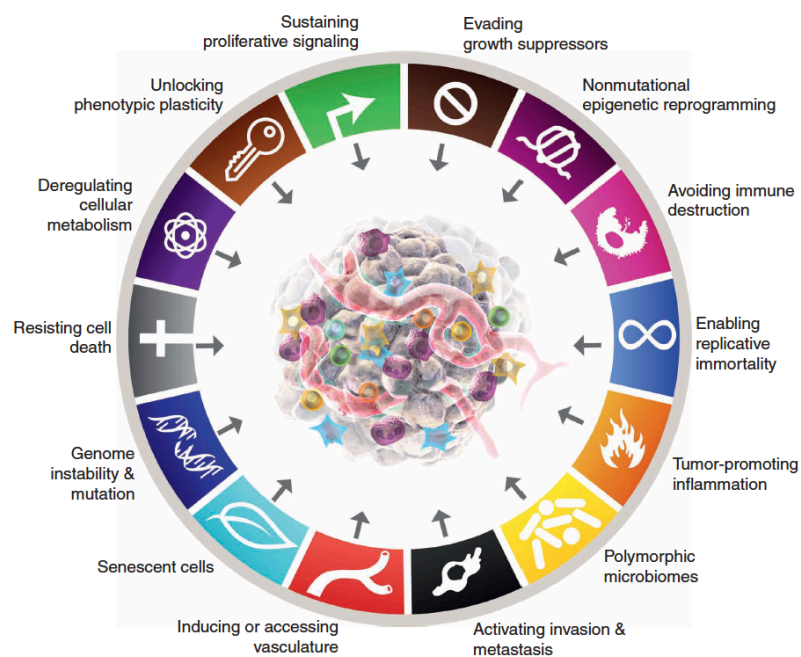 Sustaining
proliferative signaling
Evading
growth suppressors
Nonmutational
epigenetic reprogramming
Avoiding immune
destruction
Enabling
replicative
immortality
Tumor-promoting
inflammation
Polymorphic
microbiomes
Activating invasion &
metastasis
Inducing or accessing
vasculature
Senescent cells
Genome
instability &
mutation
Resisting cell
death
Deregulating
cellular
metabolism
Unlocking
phenotypic plasticity